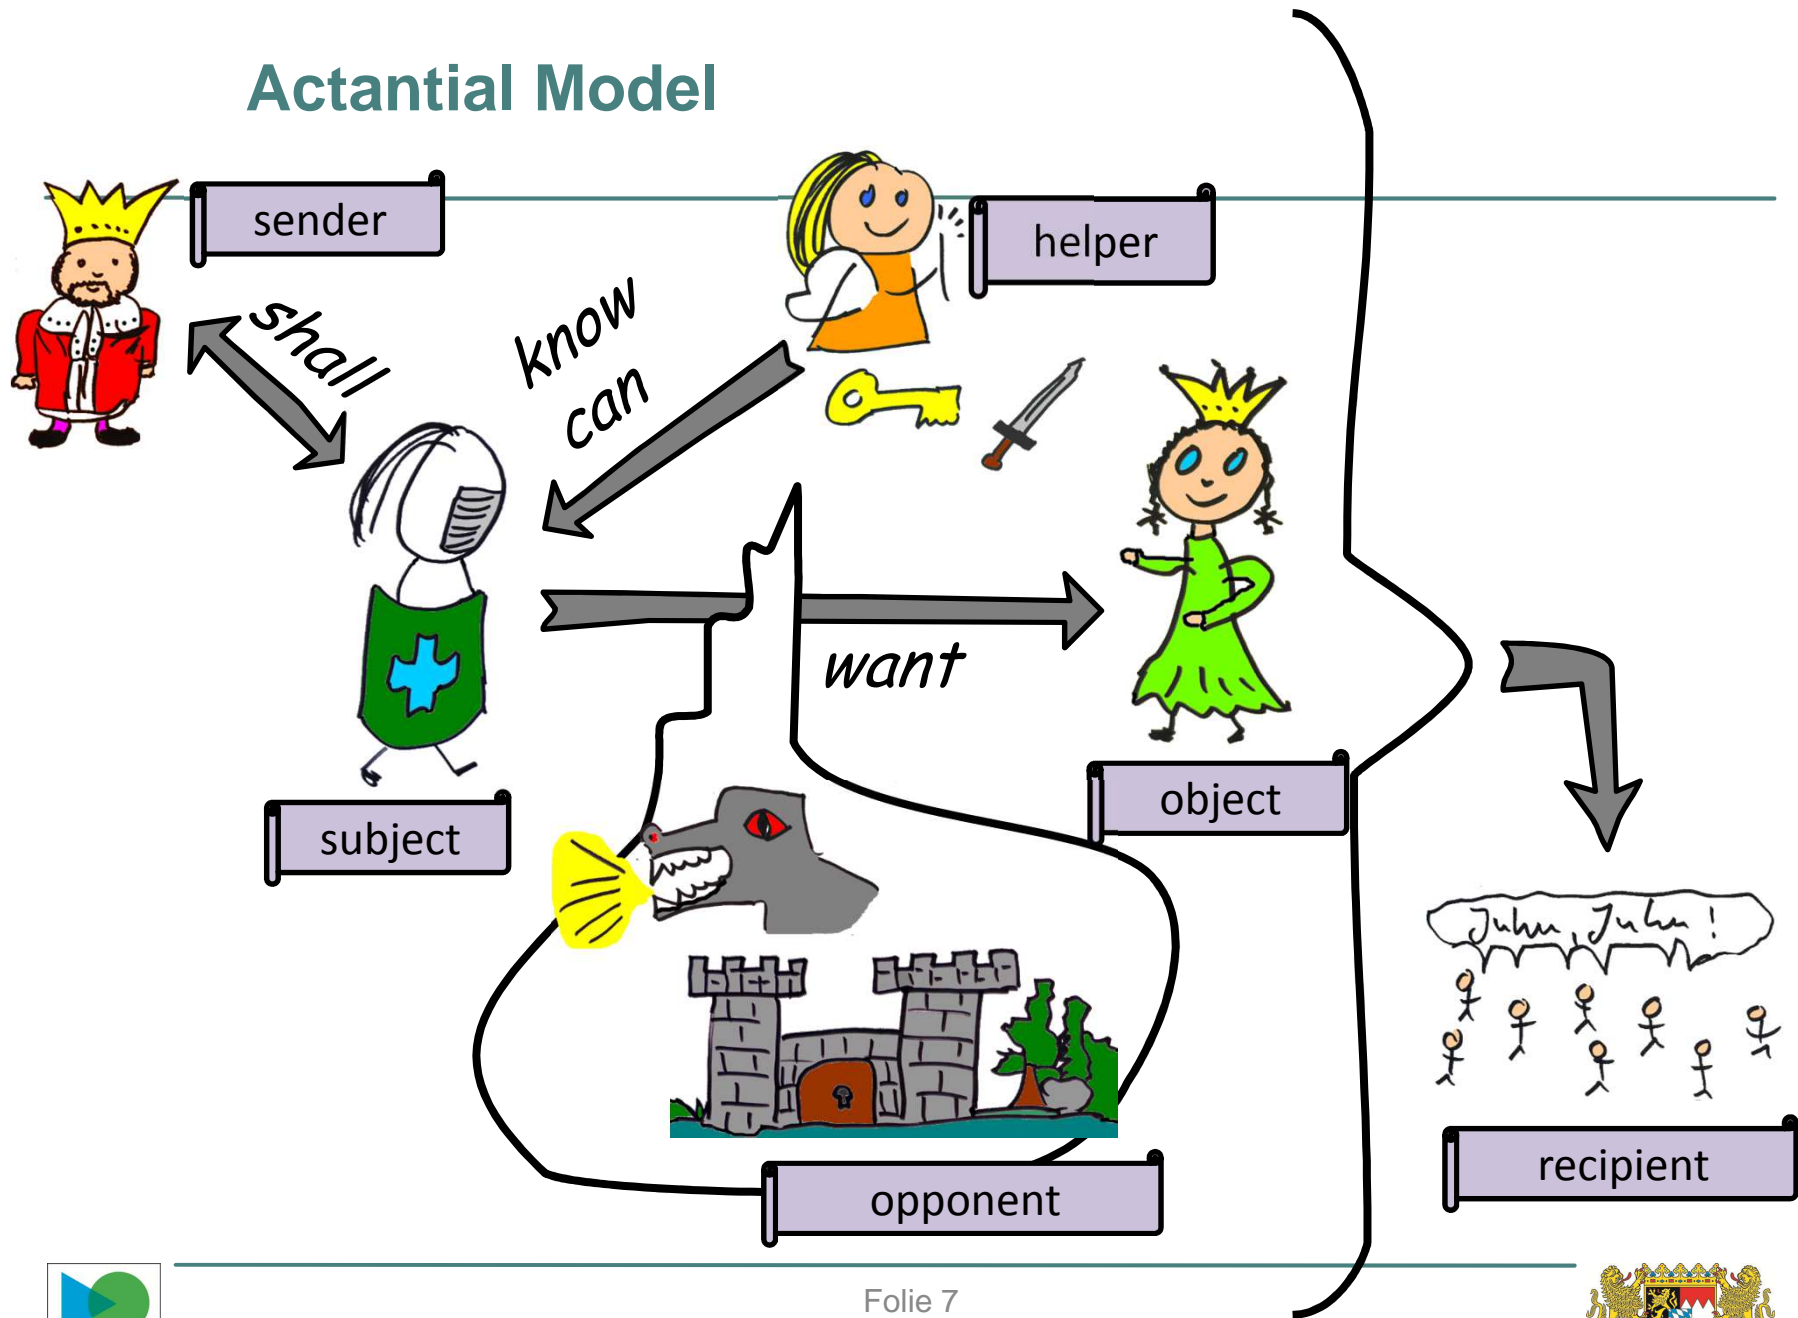 Actantial Model
sender
helper
shall
know
can
want
object
subject
Juhu, Juhu!
recipient
opponent
Folie 7